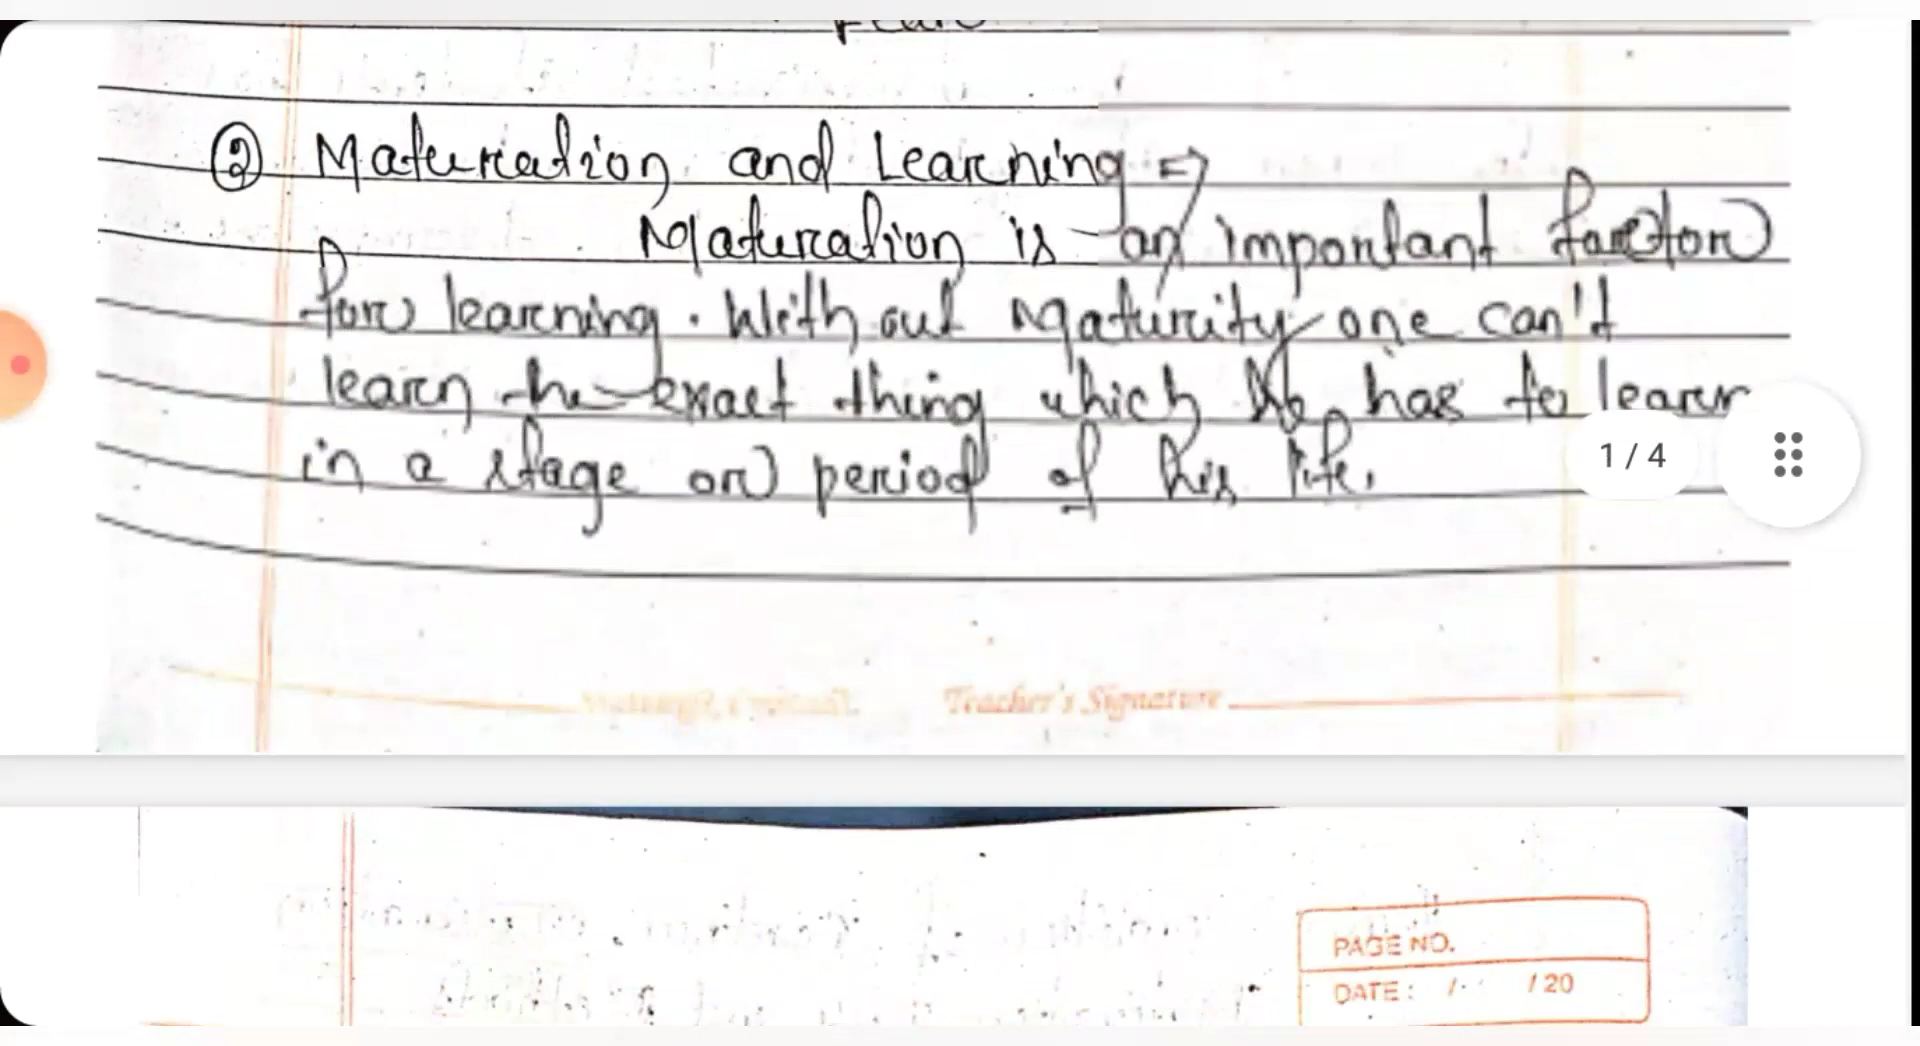 ② Maturation and Learning ⇒
Maturation is an important factor
for learning. Without Maturity one can't
learn the exact thing which he has to learn
in a stage or period of his life.
1 / 4
Teacher's Signature
PAGE NO.
DATE : / /20